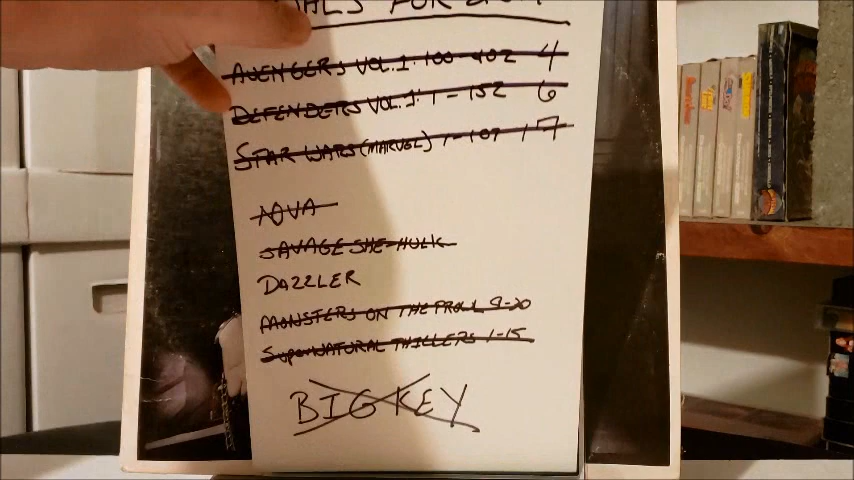 AVENGERS VOL.1 100-402 4
DEFENDERS VOL.1 1-152 6
STAR WARS (MARVEL) 1-107 17
NOVA
SAVAGE SHE-HULK
DAZZLER
MONSTERS ON THE PROWL 9-30
SUPERNATURAL THILLERS 1-15
BIG KEY